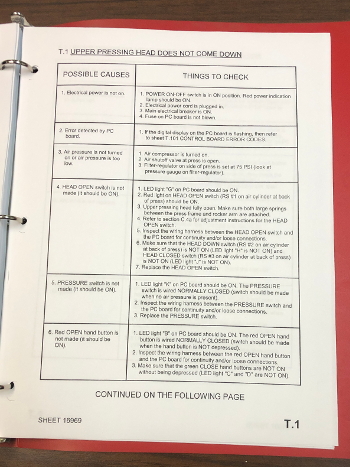 T.1 UPPER PRESSING HEAD DOES NOT COME DOWN
POSSIBLE CAUSES
THINGS TO CHECK
1. Electrical power is not on.
1. POWER ON-OFF switch is in ON position. Red power indication
lamp should be ON.
2. Electrical power cord is plugged in.
3. Main electrical breaker is ON.
4. Fuse on PC board is not blown.
2. Error detected by PC
board.
1. If the digital display on the PC board is flashing, then refer
to sheet T.101 CONTROL BOARD ERROR CODES.
3. Air pressure is not turned
on or air pressure is too
low.
1. Air compressor is turned on.
2. Air shutoff valve at press is open.
3. Filter-regulator on side of press is set at 75 PSI (look at
pressure gauge on filter-regulator).
4. HEAD OPEN switch is not
made (it should be ON).
1. LED light "G" on PC board should be ON.
2. Red light on HEAD OPEN switch (RS #1 on air cylinder at back
of press) should be ON.
3. Upper pressing head fully open. Make sure both large springs
between the press frame and rocker arm are attached.
4. Refer to section C.4a for adjustment instructions for the HEAD
OPEN switch.
5. Inspect the wiring harness between the HEAD OPEN switch and
the PC board for continuity and/or loose connections.
6. Make sure that the HEAD DOWN switch (RS #2 on air cylinder
at back of press) is NOT ON (LED light "H" is NOT ON) and
HEAD CLOSED switch (RS #3 on air cylinder at back of press)
is NOT ON (LED light is NOT ON).
7. Replace the HEAD OPEN switch.
5. PRESSURE switch is not
made (it should be ON).
1. LED light "K" on PC board should be ON. The PRESSURE
switch is wired NORMALLY CLOSED (switch should be made
when no air pressure is present).
2. Inspect the wiring harness between the PRESSURE switch and
the PC board for continuity and/or loose connections.
3. Replace the PRESSURE switch.
6. Red OPEN hand button is
not made (it should be
ON).
1. LED light "B" on PC board should be ON. The red OPEN hand
button is wired NORMALLY CLOSED (switch should be made
when the hand button is NOT depressed).
2. Inspect the wiring harness between the red OPEN hand button
and the PC board for continuity and/or loose connections.
3. Make sure that the green CLOSE hand buttons are NOT ON
without being depressed (LED light "C" and "D" are NOT ON).
CONTINUED ON THE FOLLOWING PAGE
SHEET 16969
T.1